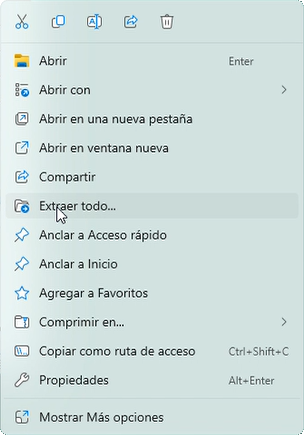 Abrir Enter
Abrir con
Abrir en una nueva pestaña
Abrir en ventana nueva
Compartir
Extraer todo...
Anclar a Acceso rápido
Anclar a Inicio
Agregar a Favoritos
Comprimir en...
Copiar como ruta de acceso Ctrl+Shift+C
Propiedades Alt+Enter
Mostrar Más opciones